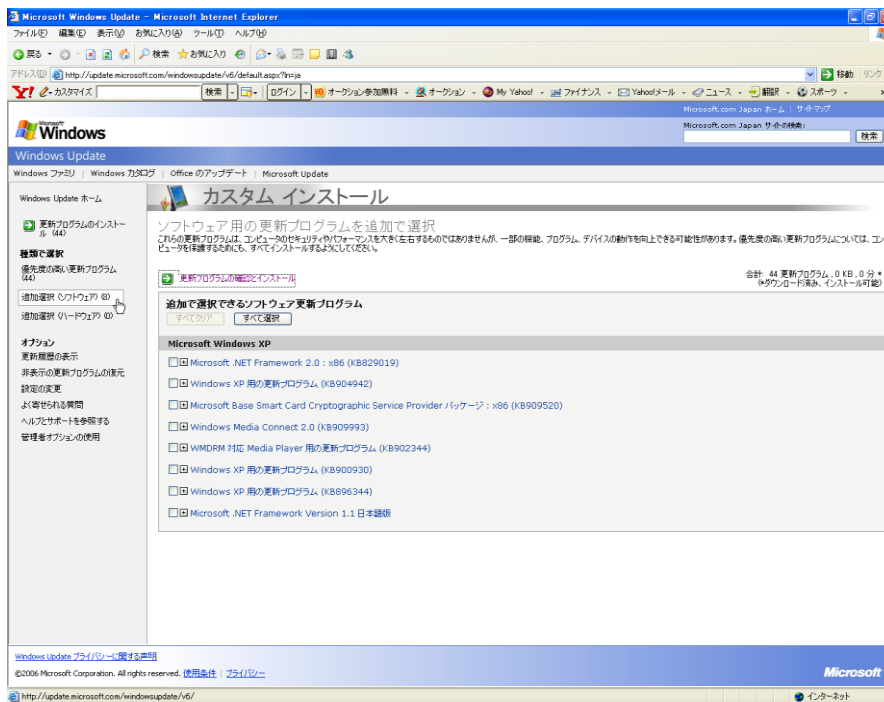 Microsoft Windows Update - Microsoft Internet Explorer
ファイル(F) 編集(E) 表示(V) お気に入り(A) ツール(T) ヘルプ(H)
戻る 検索 お気に入り
アドレス(D) http://update.microsoft.com/windowsupdate/v6/default.aspx?ln=ja 移動 リンク
Y! カスタマイズ 検索 ログイン オークション参加無料 オークション My Yahoo! ファイナンス Yahoo!メール ニュース 翻訳 スポーツ
Microsoft.com Japan ホーム | サイトマップ
Microsoft Windows
Microsoft.com Japan サイトの検索:
検索
Windows Update
Windows ファミリ | Windows カタログ | Office のアップデート | Microsoft Update
Windows Update ホーム
更新プログラムのインストール (44)
種類で選択
優先度の高い更新プログラム (44)
追加選択 (ソフトウェア) (8)
追加選択 (ハードウェア) (0)
オプション
更新履歴の表示
非表示の更新プログラムの復元
設定の変更
よく寄せられる質問
ヘルプとサポートを参照する
管理者オプションの使用
カスタム インストール
ソフトウェア用の更新プログラムを追加で選択
これらの更新プログラムは、コンピュータのセキュリティやパフォーマンスを大きく左右するものではありませんが、一部の機能、プログラム、デバイスの動作を向上できる可能性があります。優先度の高い更新プログラムについては、コン
ピュータを保護するためにも、すべてインストールするようにしてください。
更新プログラムの確認とインストール
合計: 44 更新プログラム , 0 KB , 0 分 *
(*ダウンロード済み、インストール可能)
追加で選択できるソフトウェア更新プログラム
すべてクリア すべて選択
Microsoft Windows XP
Microsoft .NET Framework 2.0 : x86 (KB829019)
Windows XP 用の更新プログラム (KB904942)
Microsoft Base Smart Card Cryptographic Service Provider パッケージ : x86 (KB909520)
Windows Media Connect 2.0 (KB909993)
WMDRM 対応 Media Player 用の更新プログラム (KB902344)
Windows XP 用の更新プログラム (KB900930)
Windows XP 用の更新プログラム (KB896344)
Microsoft .NET Framework Version 1.1 日本語版
Windows Update プライバシーに関する声明
©2006 Microsoft Corporation. All rights reserved. 使用条件 | プライバシー
Microsoft
http://update.microsoft.com/windowsupdate/v6/ インターネット